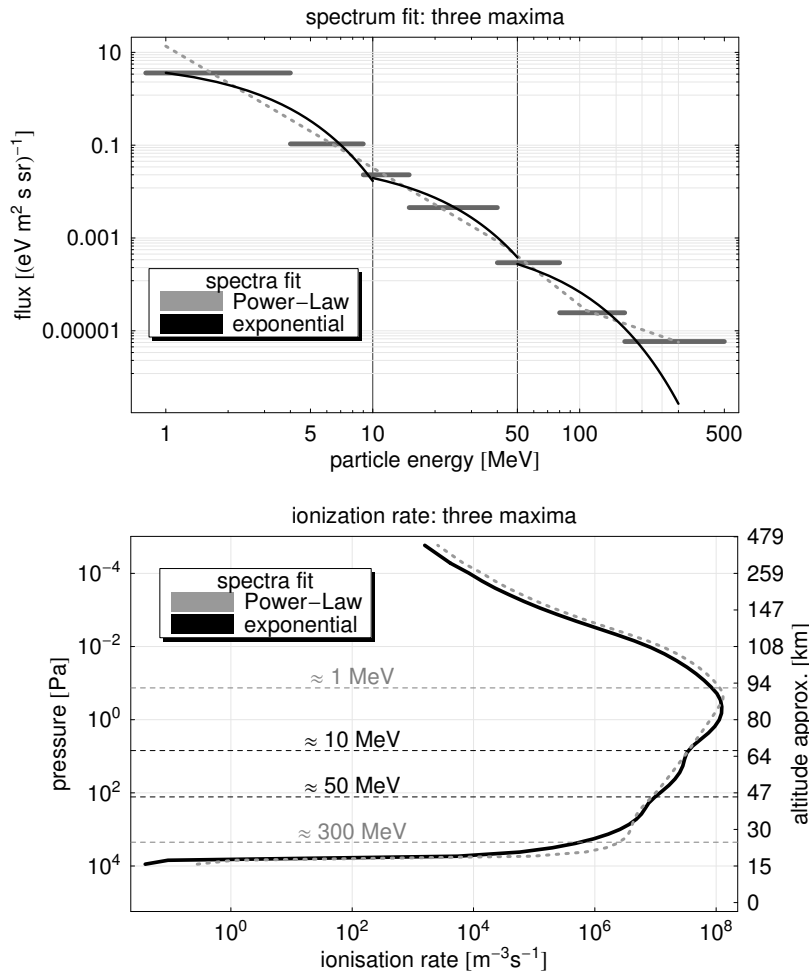 spectrum fit: three maxima
10
0.1
0.001
0.00001
flux [(eV m² s sr)⁻¹
spectra fit
Power−Law
exponential
1 5 10 50 100 500
particle energy [MeV]
ionization rate: three maxima
10⁻⁴
10⁻²
10⁰
10²
10⁴
pressure [Pa]
spectra fit
Power−Law
exponential
≈ 1 MeV
≈ 10 MeV
≈ 50 MeV
≈ 300 MeV
479
259
147
108
94
80
64
47
30
15
0
altitude approx. [km]
10⁰ 10² 10⁴ 10⁶ 10⁸
ionisation rate [m⁻³s⁻¹]